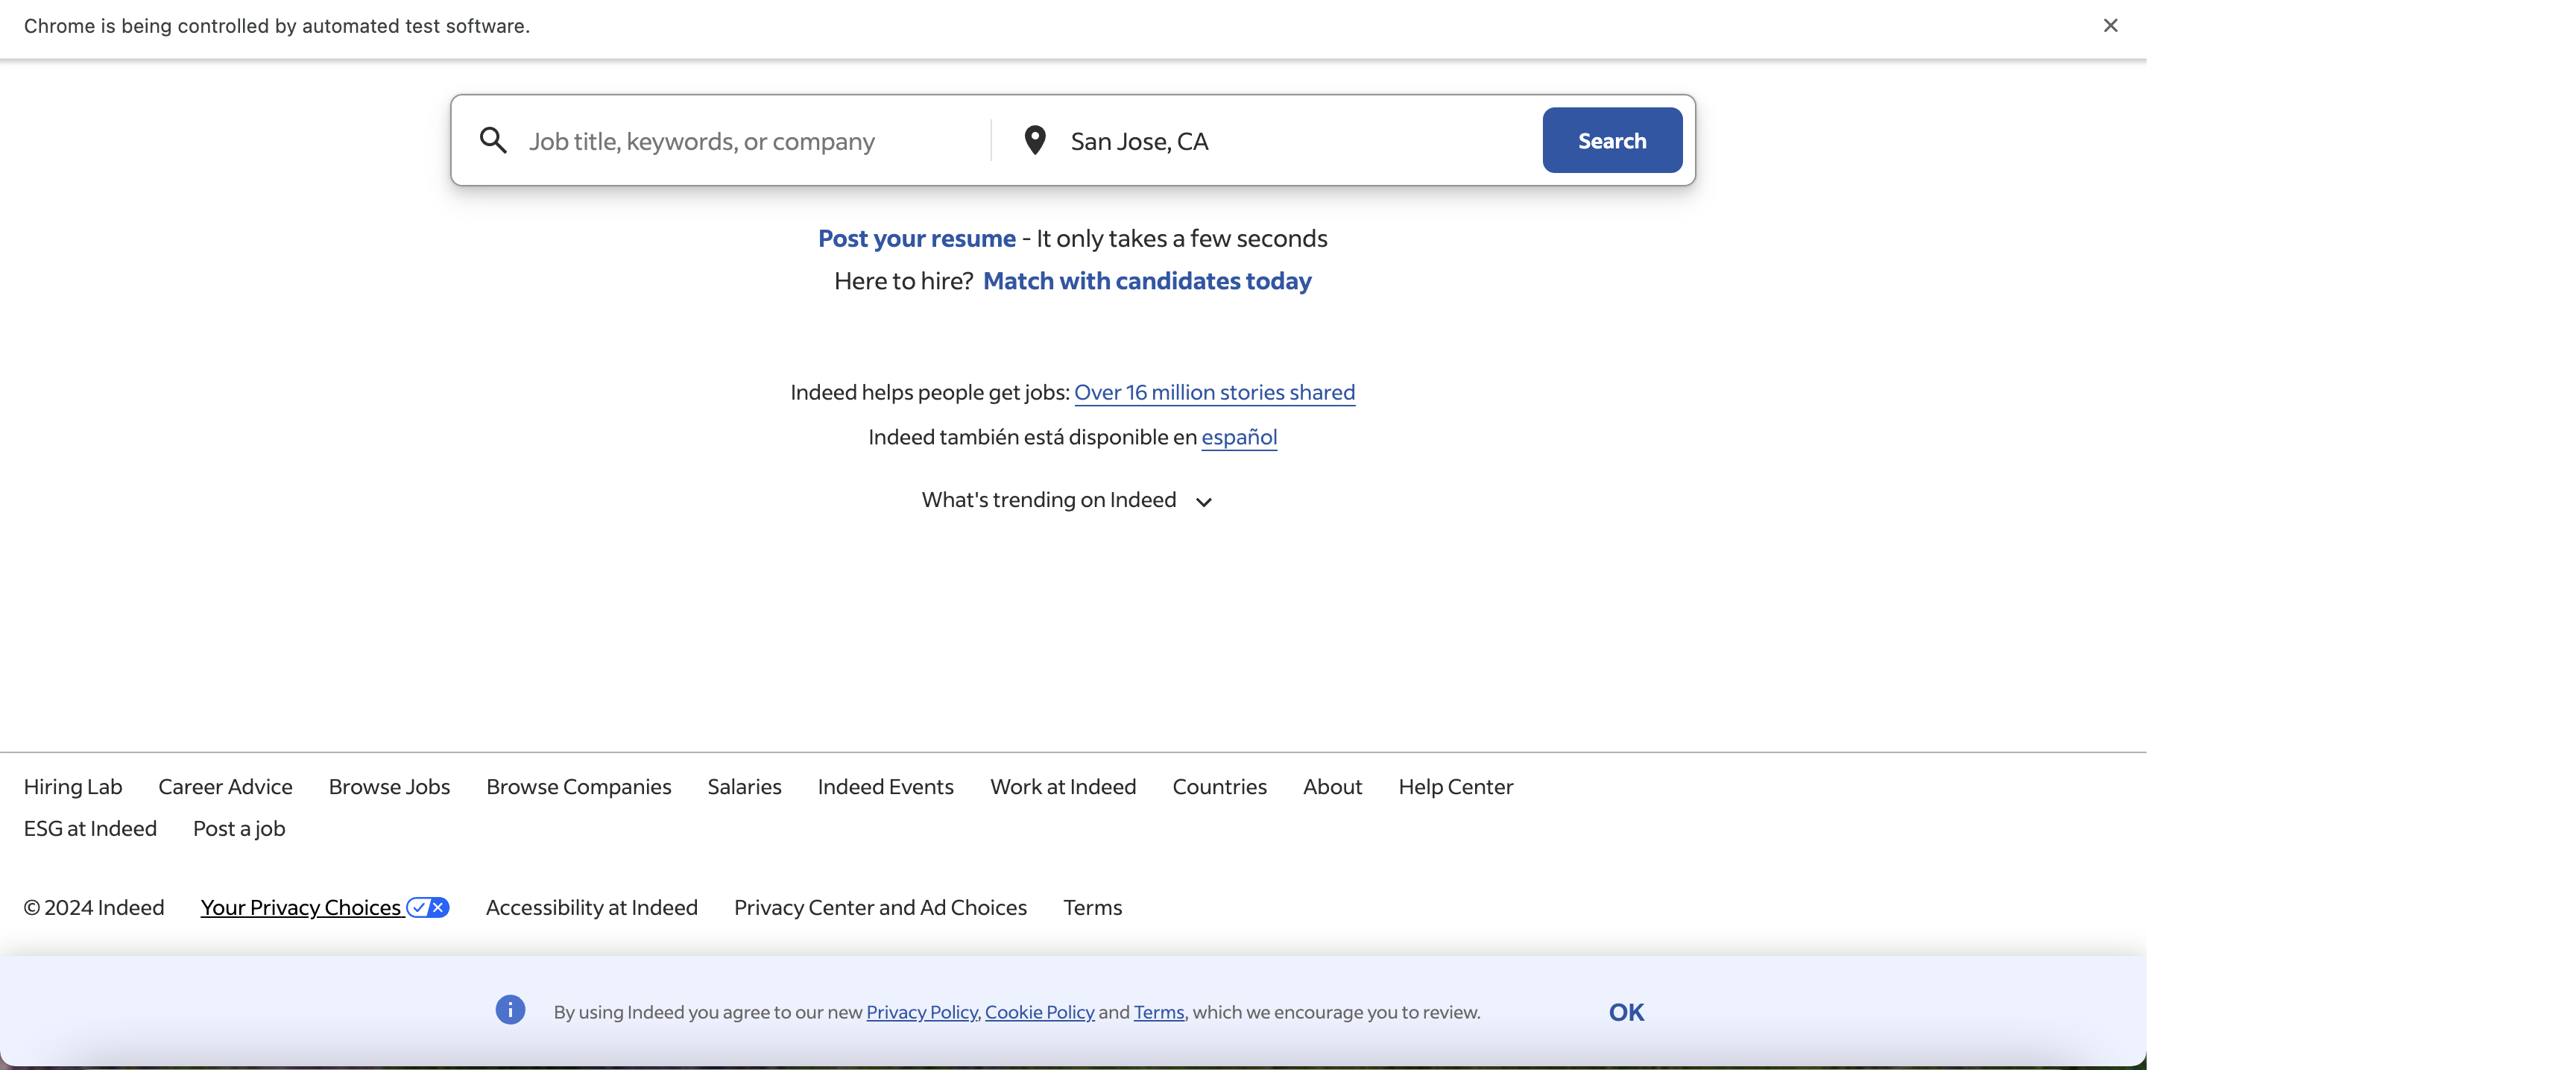 Chrome is being controlled by automated test software.
Job title, keywords, or company
San Jose, CA
Search
Post your resume - It only takes a few seconds
Here to hire? Match with candidates today
Indeed helps people get jobs: Over 16 million stories shared
Indeed también está disponible en español
What's trending on Indeed
Hiring Lab Career Advice Browse Jobs Browse Companies Salaries Indeed Events Work at Indeed Countries About Help Center
ESG at Indeed Post a job
© 2024 Indeed Your Privacy Choices Accessibility at Indeed Privacy Center and Ad Choices Terms
By using Indeed you agree to our new Privacy Policy, Cookie Policy and Terms, which we encourage you to review.
OK